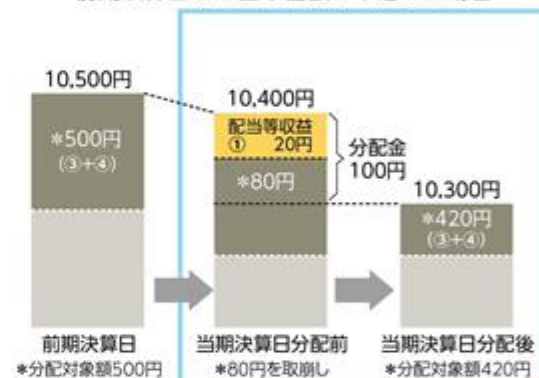 10,500円
10,400円
配当等収益
① 20円
分配金
100円
*500円
(③+④)
*80円
10,300円
*420円
(③+④)
前期決算日
当期決算日分配前
当期決算日分配後
*分配対象額500円
*80円を取崩し
*分配対象額420円